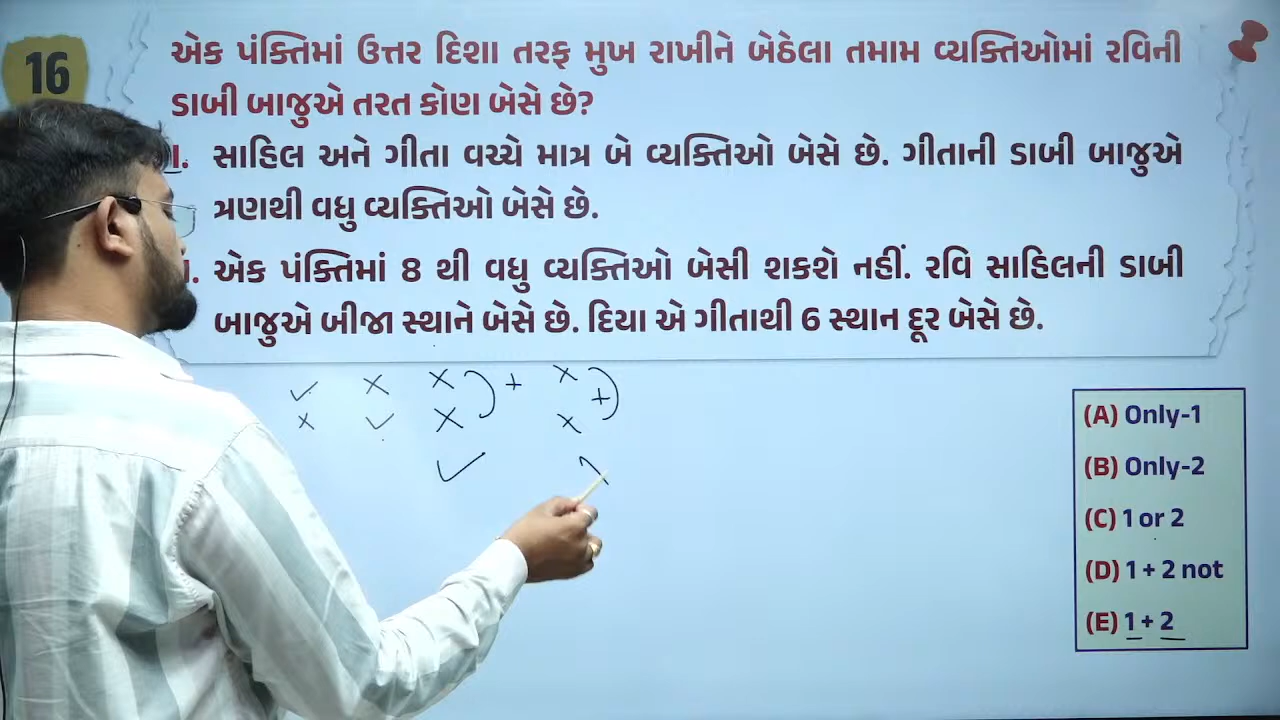 16
એક પંક્તિમાં ઉત્તર દિશા તરફ મુખ રાખીને બેઠેલા તમામ વ્યક્તિઓમાં રવિની
ડાબી બાજુએ તરત કોણ બેસે છે?
I. સાહિલ અને ગીતા વચ્ચે માત્ર બે વ્યક્તિઓ બેસે છે. ગીતાની ડાબી બાજુએ
ત્રણથી વધુ વ્યક્તિઓ બેસે છે.
એક પંક્તિમાં 8 થી વધુ વ્યક્તિઓ બેસી શકશે નહીં. રવિ સાહિલની ડાબી
બાજુએ બીજા સ્થાને બેસે છે. દિયા એ ગીતાથી 6 સ્થાન દૂર બેસે છે.
✓ × × + ×
× ✓ × + ×
✓
(A) Only-1
(B) Only-2
(C) 1 or 2
(D) 1 + 2 not
(E) 1 + 2